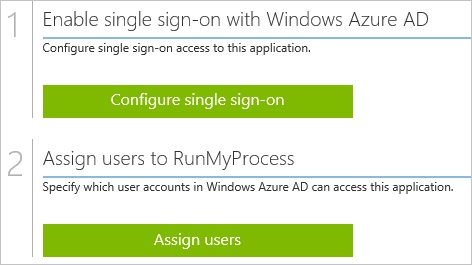 1
Enable single sign-on with Windows Azure AD
Configure single sign-on access to this application.
Configure single sign-on
2
Assign users to RunMyProcess
Specify which user accounts in Windows Azure AD can access this application.
Assign users